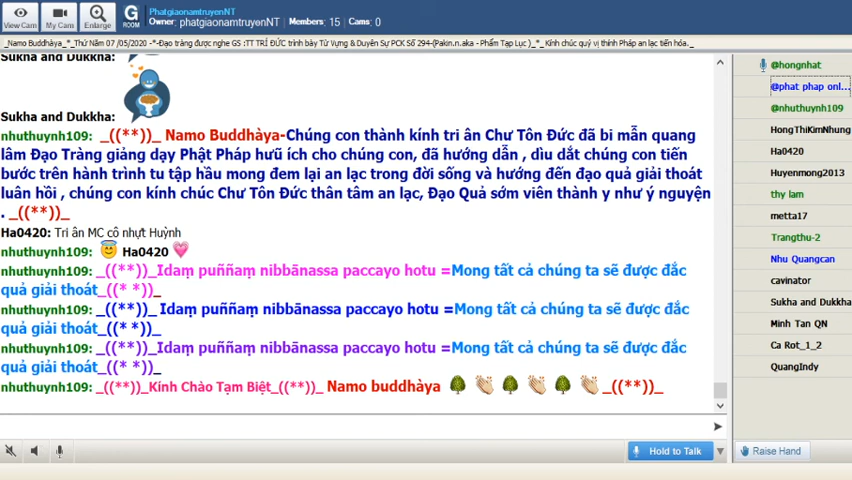 View Cam
My Cam
Enlarge
G
ROOM
PhatgiaonamtruyenNT
Owner: phatgiaonamtruyenNT Members: 15 Cams: 0
_Namo Buddhàya_*_Thứ Năm 07 /05/2020 -*-Đạo tràng được nghe GS :TT TRÍ ĐỨC trình bày Từ Vựng & Duyên Sự PCK Số 294-(Pakin.n.aka - Phẩm Tạp Lục )_*_ Kính chúc quý vị thính Pháp an lạc tiến hóa._
Sukha and Dukkha:
Sukha and Dukkha:
nhuthuynh109: _((**))_ Namo Buddhàya-Chúng con thành kính tri ân Chư Tôn Đức đã bi mẫn quang
lâm Đạo Tràng giảng dạy Phật Pháp hưũ ích cho chúng con, đã hướng dẫn , dìu dắt chúng con tiến
bước trên hành trình tu tập hầu mong đem lại an lạc trong đời sống và hướng đến đạo quả giải thoát
luân hồi , chúng con kính chúc Chư Tôn Đức thân tâm an lạc, Đạo Quả sớm viên thành y như ý nguyện
. _((**))_
Ha0420: Tri ân MC cô nhựt Huỳnh
nhuthuynh109: Ha0420
nhuthuynh109: _((**))_Idaṃ puññaṃ nibbānassa paccayo hotu =Mong tất cả chúng ta sẽ được đắc
quả giải thoát_((* *))_
nhuthuynh109: _((**))_ Idaṃ puññaṃ nibbānassa paccayo hotu =Mong tất cả chúng ta sẽ được đắc
quả giải thoát_((* *))_
nhuthuynh109: _((**))_Idaṃ puññaṃ nibbānassa paccayo hotu =Mong tất cả chúng ta sẽ được đắc
quả giải thoát_((* *))_
nhuthuynh109: _((**))_Kính Chào Tạm Biệt_((**))_ Namo buddhàya _((**))_
Hold to Talk
@hongnhat
@phat phap onl...
@nhuthuynh109
HongThiKimNhung
Ha0420
Huyenmong2013
thy lam
metta17
Trangthu-2
Nhu Quangcan
cavinator
Sukha and Dukkha
Minh Tan QN
Ca Rot_1_2
QuangIndy
Raise Hand